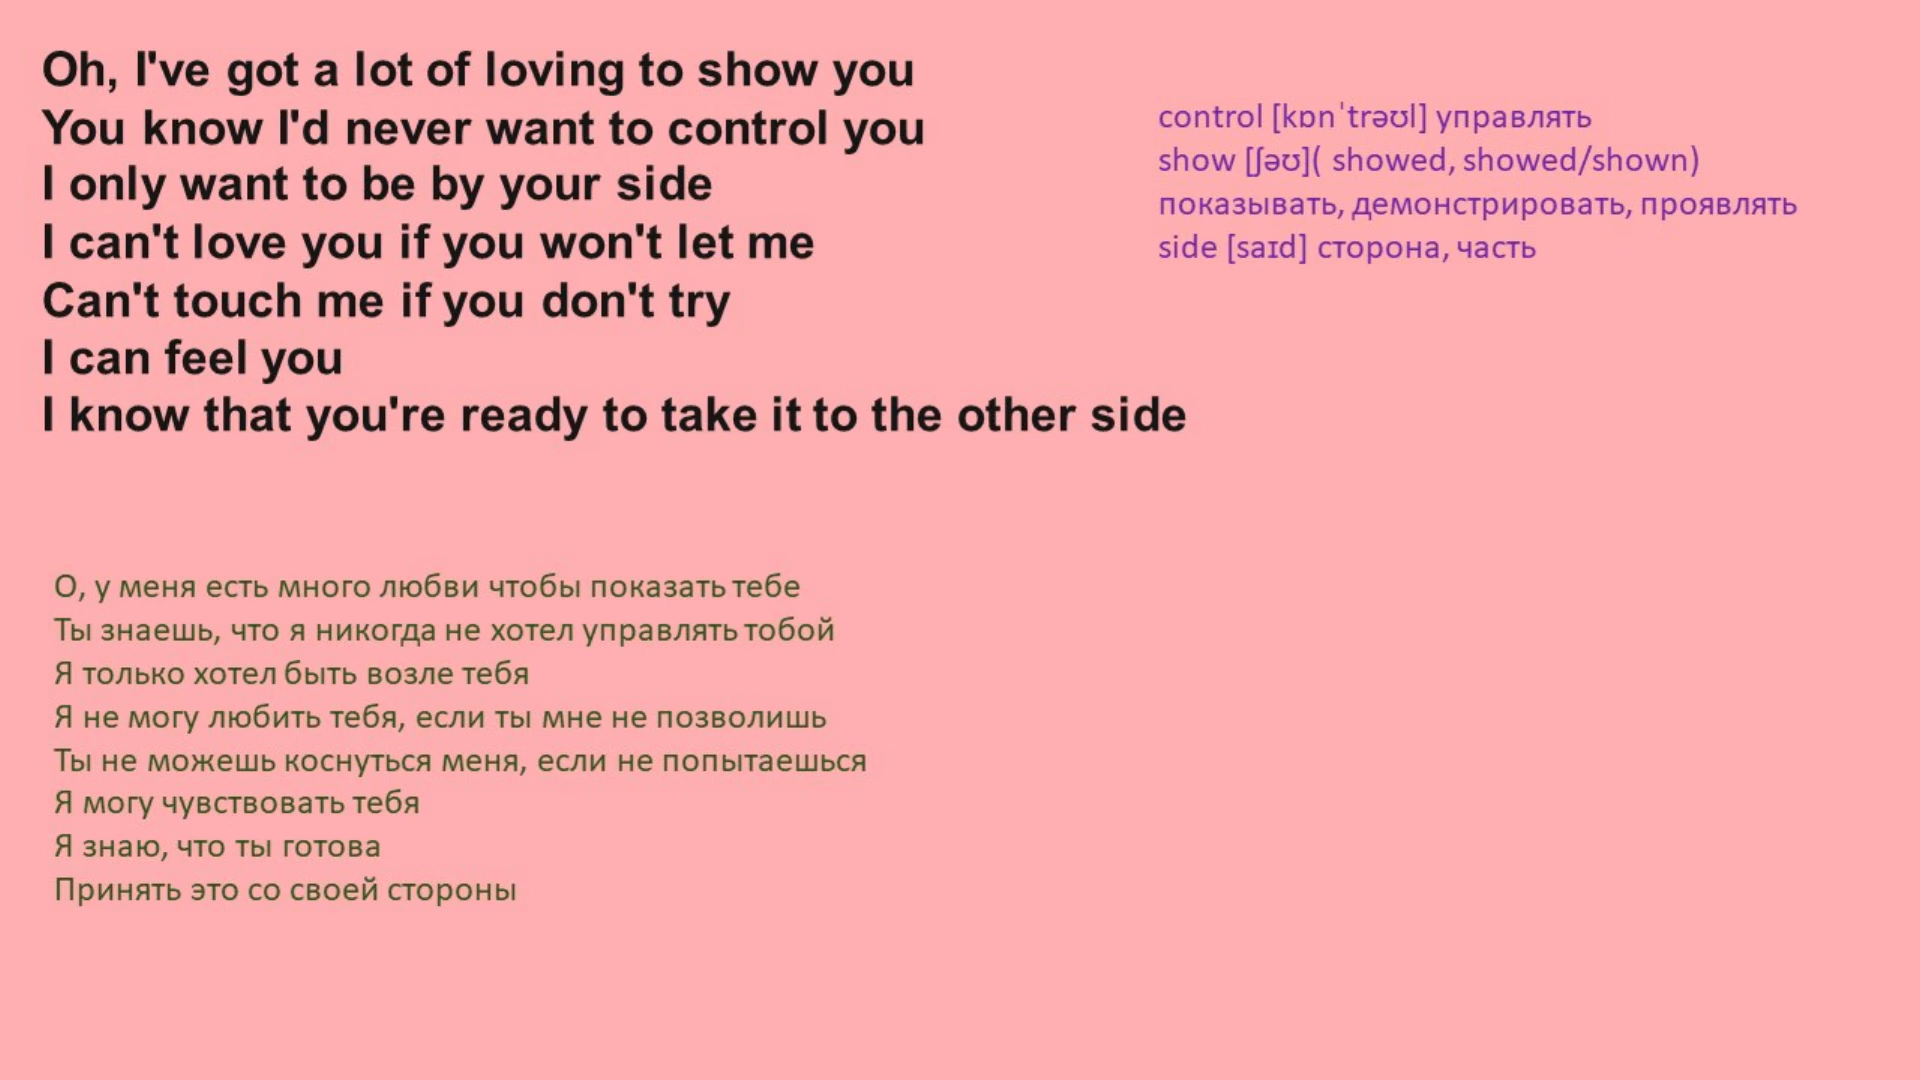 Oh, I've got a lot of loving to show you
You know I'd never want to control you
I only want to be by your side
I can't love you if you won't let me
Can't touch me if you don't try
I can feel you
I know that you're ready to take it to the other side
control [kɒnˈtrəʊl] управлять
show [ʃəʊ]( showed, showed/shown)
показывать, демонстрировать, проявлять
side [saɪd] сторона, часть
О, у меня есть много любви чтобы показать тебе
Ты знаешь, что я никогда не хотел управлять тобой
Я только хотел быть возле тебя
Я не могу любить тебя, если ты мне не позволишь
Ты не можешь коснуться меня, если не попытаешься
Я могу чувствовать тебя
Я знаю, что ты готова
Принять это со своей стороны